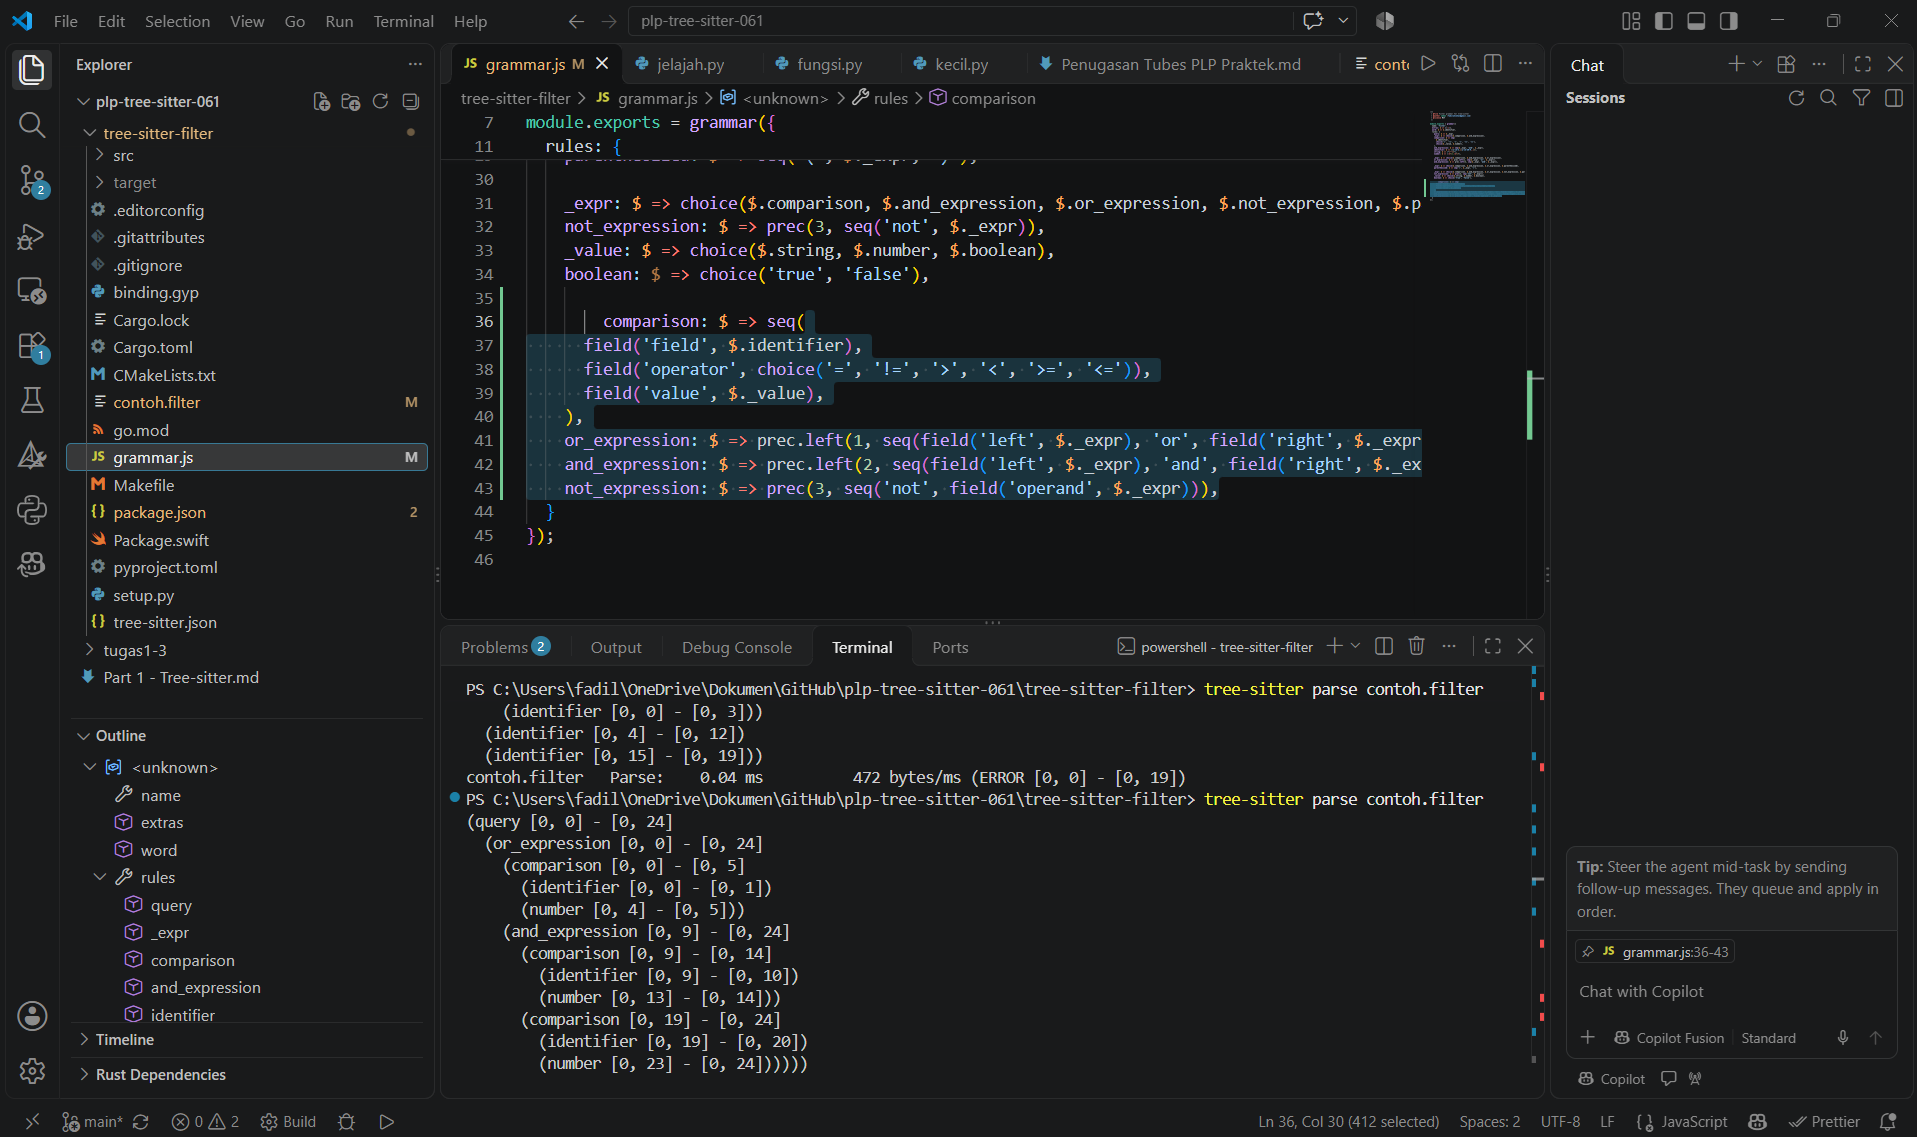 File Edit Selection View Go Run Terminal Help
plp-tree-sitter-061
Explorer
plp-tree-sitter-061
tree-sitter-filter
src
target
.editorconfig
.gitattributes
.gitignore
binding.gyp
Cargo.lock
Cargo.toml
CMakeLists.txt
contoh.filter M
go.mod
grammar.js M
Makefile
package.json 2
Package.swift
pyproject.toml
setup.py
tree-sitter.json
tugas1-3
Part 1 - Tree-sitter.md
Outline
<unknown>
name
extras
word
rules
query
_expr
comparison
and_expression
identifier
Timeline
Rust Dependencies
2
1
JS grammar.js M jelajah.py fungsi.py kecil.py Penugasan Tubes PLP Praktek.md conto
tree-sitter-filter > JS grammar.js > <unknown> > rules > comparison
7 module.exports = grammar({
11 rules: {
30
31 _expr: $ => choice($.comparison, $.and_expression, $.or_expression, $.not_expression, $.p
32 not_expression: $ => prec(3, seq('not', $._expr)),
33 _value: $ => choice($.string, $.number, $.boolean),
34 boolean: $ => choice('true', 'false'),
35
36 comparison: $ => seq(
37 field('field', $.identifier),
38 field('operator', choice('=', '!=', '>', '<', '>=', '<=')),
39 field('value', $._value),
40 ),
41 or_expression: $ => prec.left(1, seq(field('left', $._expr), 'or', field('right', $._expr
42 and_expression: $ => prec.left(2, seq(field('left', $._expr), 'and', field('right', $._ex
43 not_expression: $ => prec(3, seq('not', field('operand', $._expr))),
44 }
45 });
46
Problems 2 Output Debug Console Terminal Ports powershell - tree-sitter-filter
PS C:\Users\fadil\OneDrive\Dokumen\GitHub\plp-tree-sitter-061\tree-sitter-filter> tree-sitter parse contoh.filter
(identifier [0, 0] - [0, 3]))
(identifier [0, 4] - [0, 12])
(identifier [0, 15] - [0, 19]))
contoh.filter Parse: 0.04 ms 472 bytes/ms (ERROR [0, 0] - [0, 19])
PS C:\Users\fadil\OneDrive\Dokumen\GitHub\plp-tree-sitter-061\tree-sitter-filter> tree-sitter parse contoh.filter
(query [0, 0] - [0, 24]
(or_expression [0, 0] - [0, 24]
(comparison [0, 0] - [0, 5]
(identifier [0, 0] - [0, 1])
(number [0, 4] - [0, 5]))
(and_expression [0, 9] - [0, 24]
(comparison [0, 9] - [0, 14]
(identifier [0, 9] - [0, 10])
(number [0, 13] - [0, 14]))
(comparison [0, 19] - [0, 24]
(identifier [0, 19] - [0, 20])
(number [0, 23] - [0, 24])))))
Chat
Sessions
Tip: Steer the agent mid-task by sending
follow-up messages. They queue and apply in
order.
JS grammar.js:36-43
Chat with Copilot
Copilot Fusion Standard
Copilot
main* 0 2 Build Ln 36, Col 30 (412 selected) Spaces: 2 UTF-8 LF JavaScript Prettier